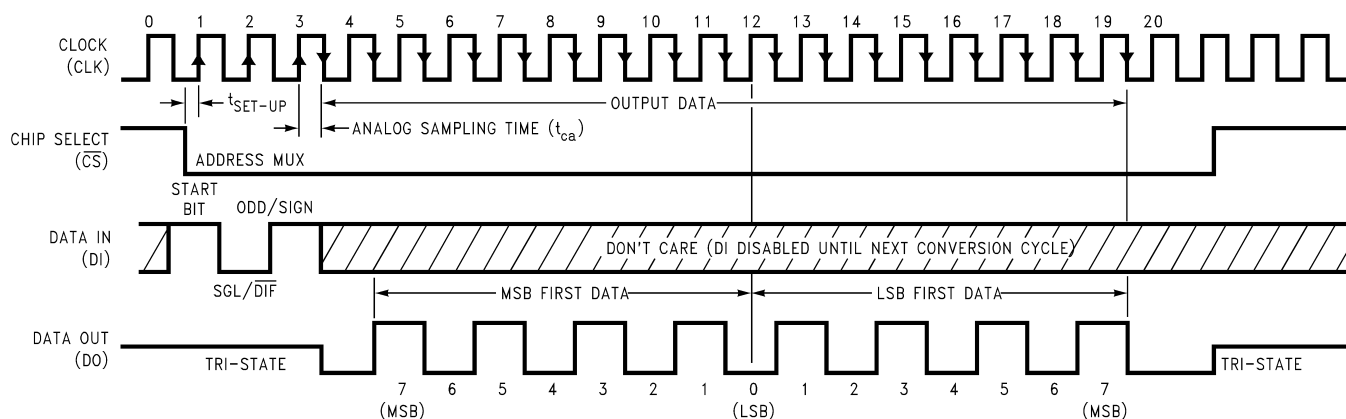 0 1 2 3 4 5 6 7 8 9 10 11 12 13 14 15 16 17 18 19 20
CLOCK
(CLK)
tSET-UP
OUTPUT DATA
ANALOG SAMPLING TIME (tca)
CHIP SELECT
(CS)
ADDRESS MUX
START
BIT
ODD/SIGN
DATA IN
(DI)
DON'T CARE (DI DISABLED UNTIL NEXT CONVERSION CYCLE)
SGL/DIF
MSB FIRST DATA
LSB FIRST DATA
DATA OUT
(DO)
TRI-STATE
TRI-STATE
7 6 5 4 3 2 1 0 1 2 3 4 5 6 7
(MSB) (LSB) (MSB)